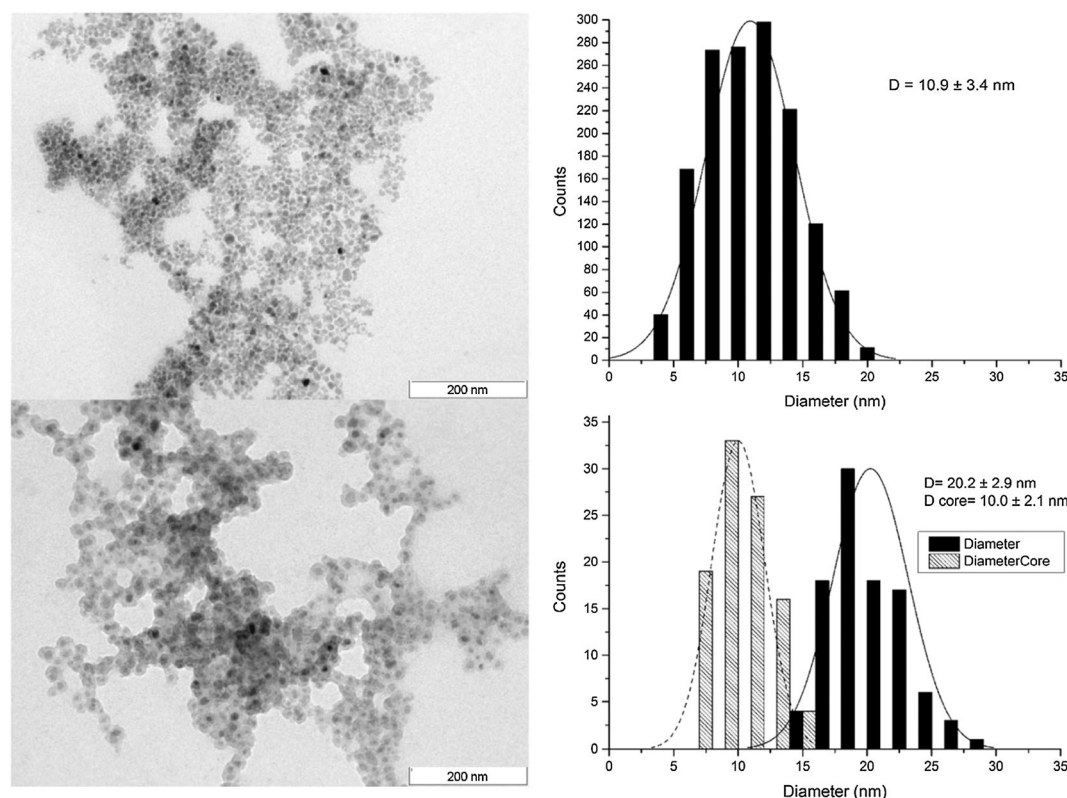 200 nm
300
280
260
240
220
200
180
160
140
120
100
80
60
40
20
0
Counts
D = 10.9 ± 3.4 nm
0 5 10 15 20 25 30 35
Diameter (nm)
200 nm
35
30
25
20
15
10
5
0
Counts
D= 20.2 ± 2.9 nm
D core= 10.0 ± 2.1 nm
Diameter
DiameterCore
0 5 10 15 20 25 30 35
Diameter (nm)